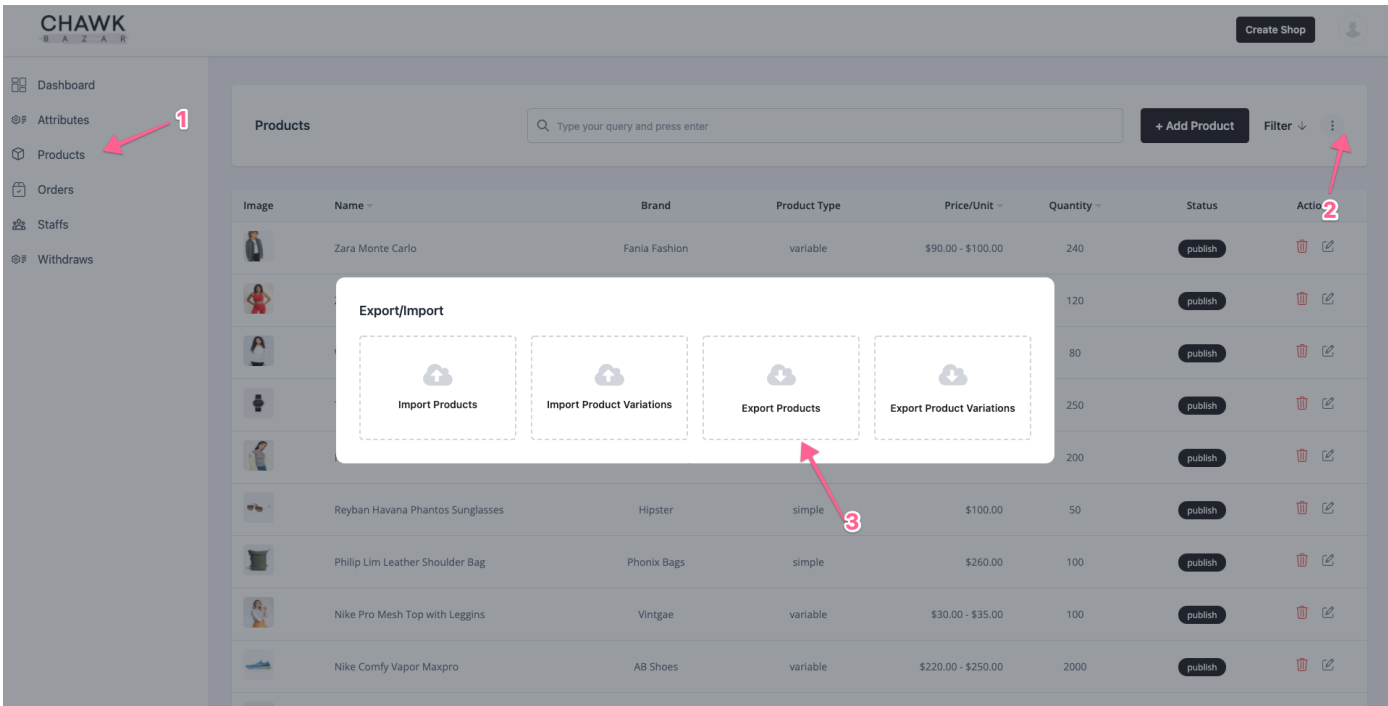 CHAWK
BAZAR
Create Shop
Dashboard
Attributes
Products
Orders
Staffs
Withdraws
1
Products
Type your query and press enter
+ Add Product
Filter ↓
2
Image Name Brand Product Type Price/Unit Quantity Status
Zara Monte Carlo Fania Fashion variable $90.00 - $100.00 240 publish
120 publish
80 publish
250 publish
200 publish
Export/Import
Import Products
Import Product Variations
Export Products
Export Product Variations
3
Reyban Havana Phantos Sunglasses Hipster simple $100.00 50 publish
Philip Lim Leather Shoulder Bag Phonix Bags simple $260.00 100 publish
Nike Pro Mesh Top with Leggins Vintgae variable $30.00 - $35.00 100 publish
Nike Comfy Vapor Maxpro AB Shoes variable $220.00 - $250.00 2000 publish